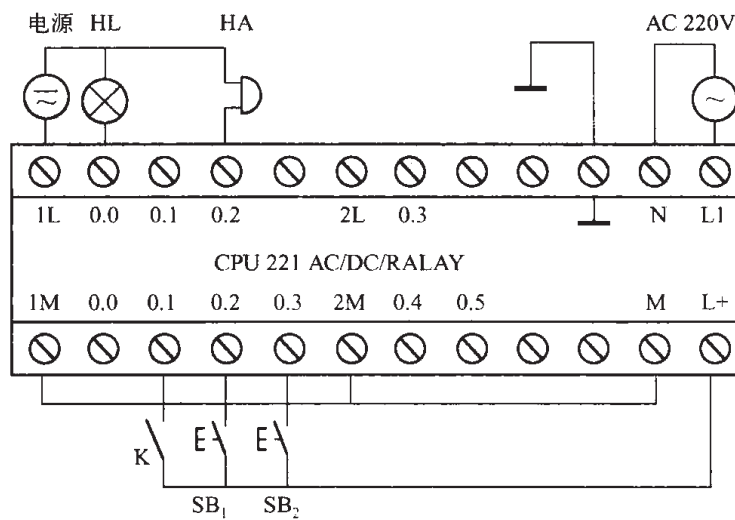 电源 HL HA AC 220V
1L 0.0 0.1 0.2 2L 0.3 N L1
CPU 221 AC/DC/RALAY
1M 0.0 0.1 0.2 0.3 2M 0.4 0.5 M L+
K
SB₁ SB₂